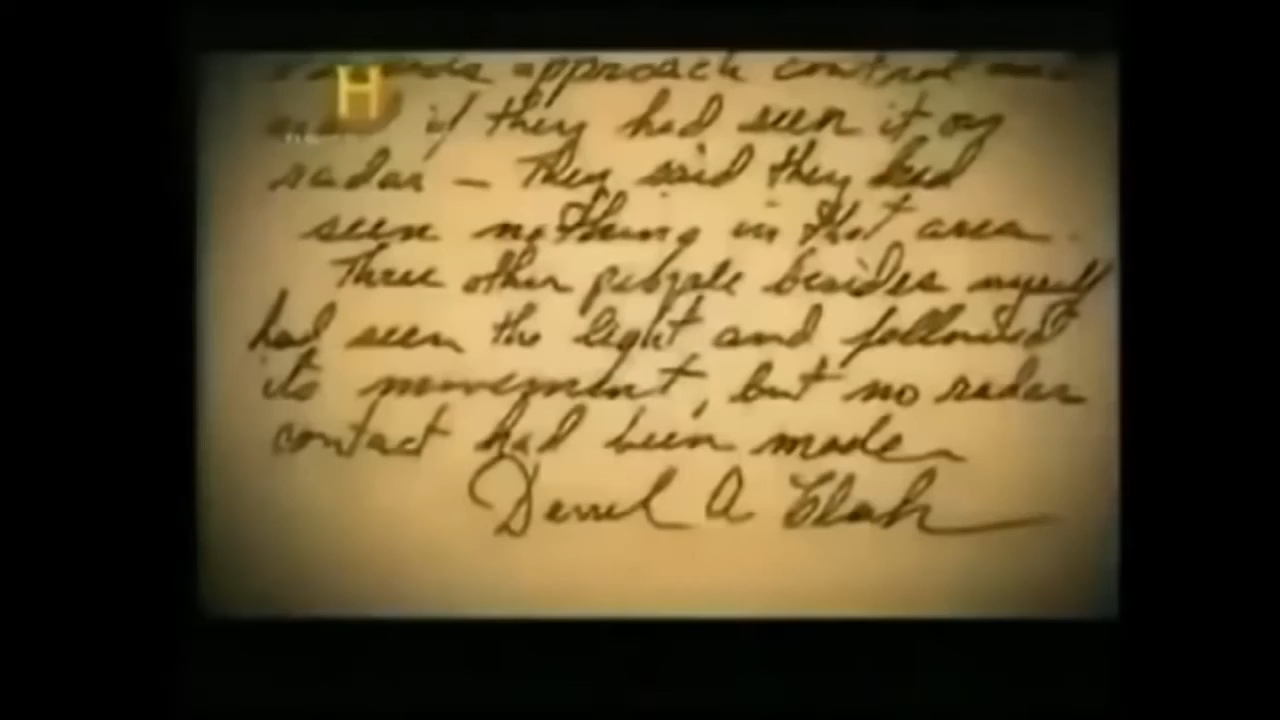 approach control
H
if they had seen it on
radar — They said they had
seen nothing in that area.
Three other people besides myself
had seen the light and followed
its movement, but no radar
contact had been made
A